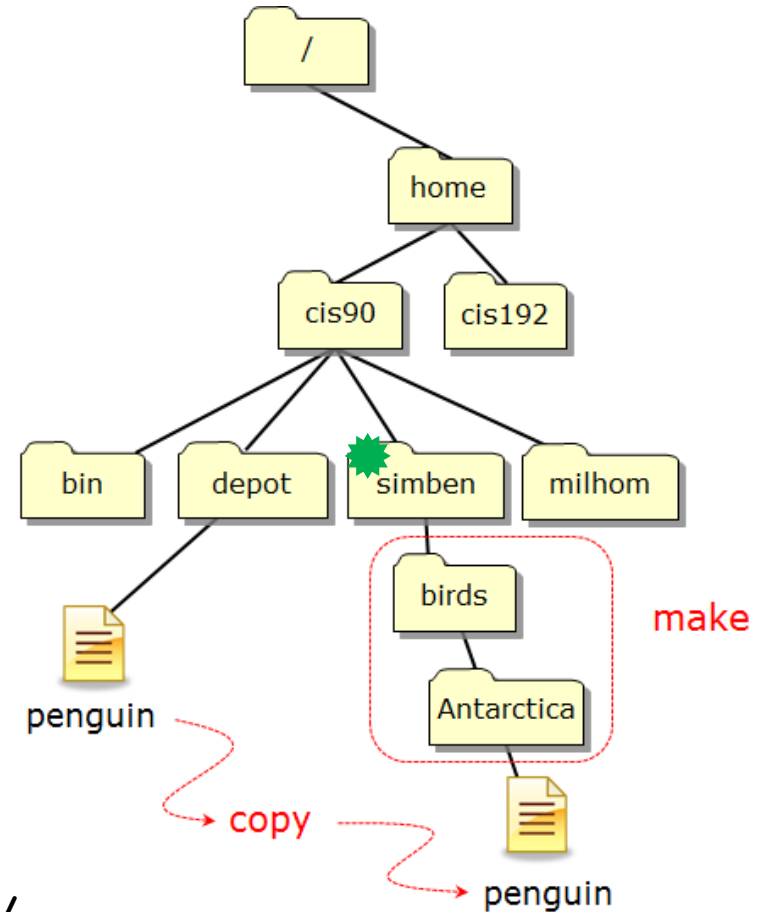 /
home
cis90
cis192
bin
depot
simben
milhom
birds
make
Antarctica
penguin
copy
penguin
/